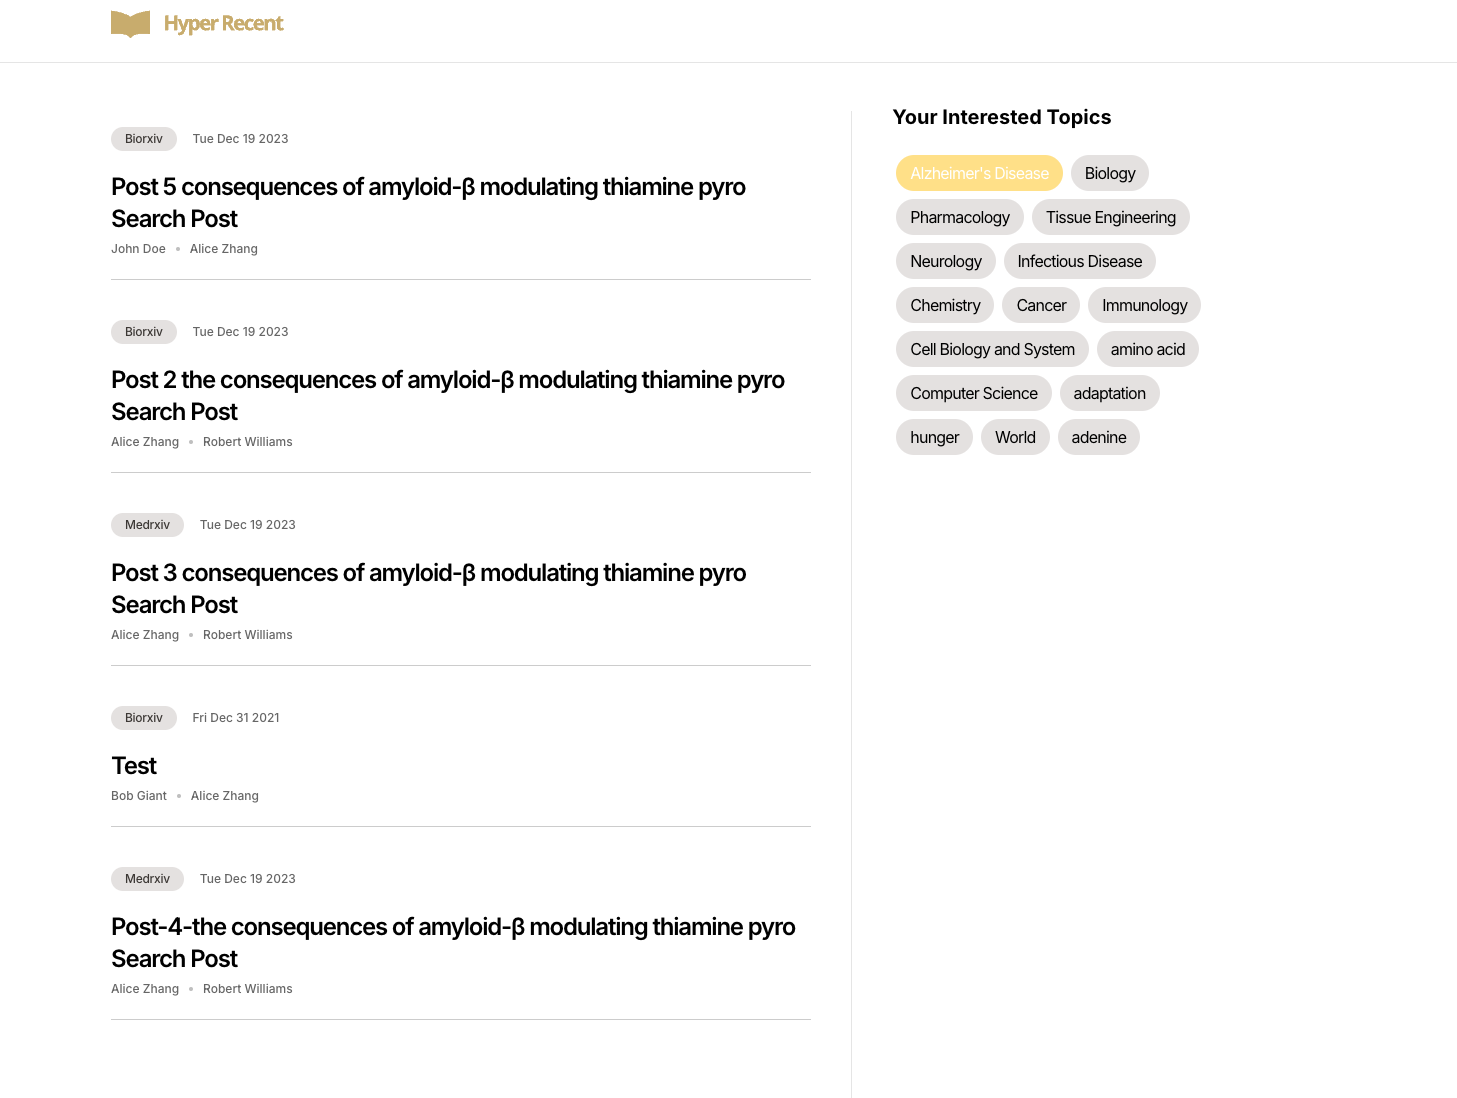 Hyper Recent
Biorxiv Tue Dec 19 2023
Post 5 consequences of amyloid-β modulating thiamine pyro
Search Post
John Doe • Alice Zhang
Biorxiv Tue Dec 19 2023
Post 2 the consequences of amyloid-β modulating thiamine pyro
Search Post
Alice Zhang • Robert Williams
Medrxiv Tue Dec 19 2023
Post 3 consequences of amyloid-β modulating thiamine pyro
Search Post
Alice Zhang • Robert Williams
Biorxiv Fri Dec 31 2021
Test
Bob Giant • Alice Zhang
Medrxiv Tue Dec 19 2023
Post-4-the consequences of amyloid-β modulating thiamine pyro
Search Post
Alice Zhang • Robert Williams
Your Interested Topics
Alzheimer's Disease Biology
Pharmacology Tissue Engineering
Neurology Infectious Disease
Chemistry Cancer Immunology
Cell Biology and System amino acid
Computer Science adaptation
hunger World adenine